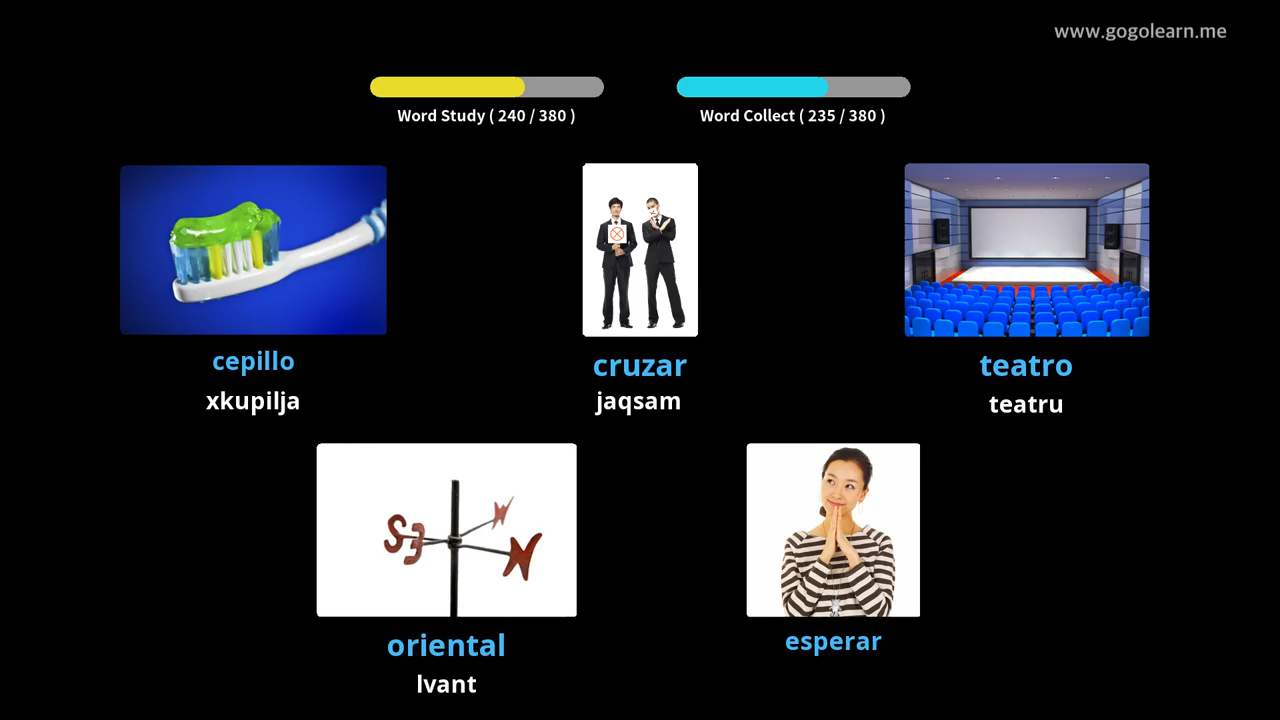 www.gogolearn.me
Word Study ( 240 / 380 )
Word Collect ( 235 / 380 )
cepillo
xkupilja
cruzar
jaqsam
teatro
teatru
S E N W
oriental
lvant
esperar